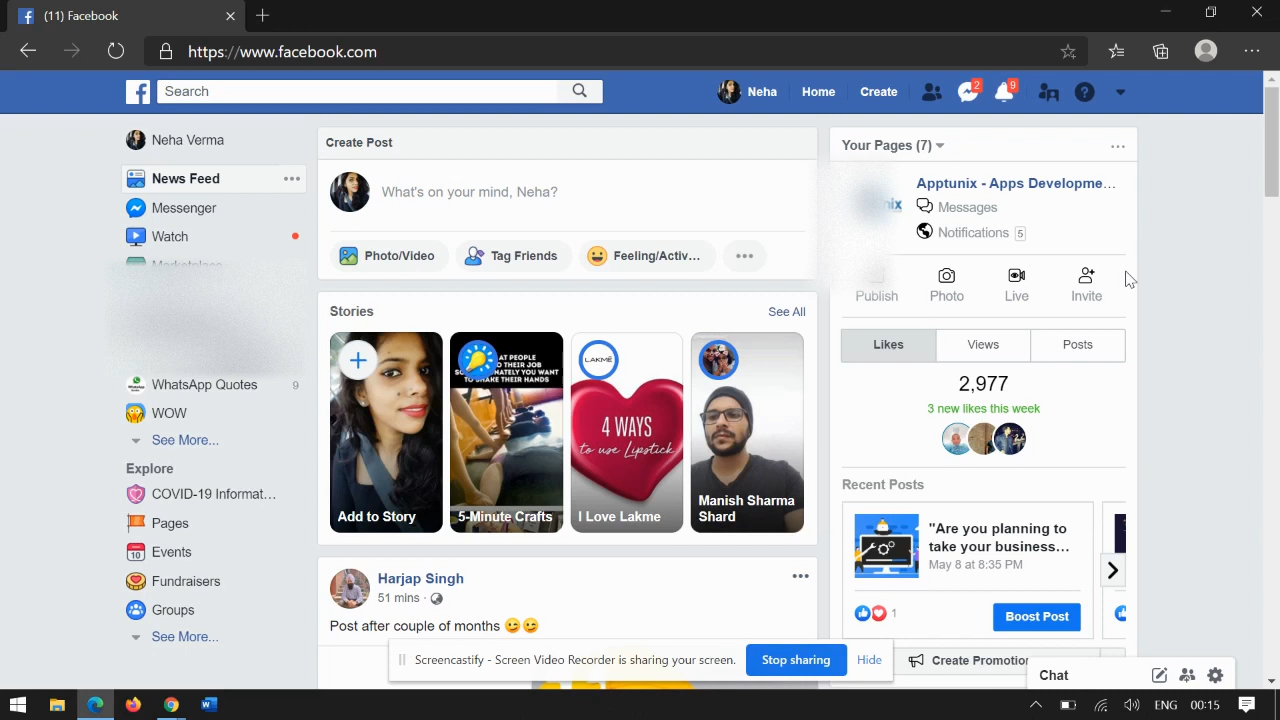 (11) Facebook
https://www.facebook.com
Search
Neha
Home
Create
2
9
Neha Verma
News Feed
Messenger
Watch
WhatsApp Quotes 9
WOW
See More...
Explore
COVID-19 Informat...
Pages
10
Events
Fundraisers
Groups
See More...
Create Post
What's on your mind, Neha?
Photo/Video
Tag Friends
Feeling/Activ...
Stories
See All
Add to Story
5-Minute Crafts
LAKMÉ
4 WAYS
to use Lipstick
I Love Lakme
Manish Sharma
Shard
Harjap Singh
51 mins ·
Post after couple of months 😉😉
Your Pages (7)
Apptunix - Apps Developme...
Messages
Notifications 5
Publish
Photo
Live
Invite
Likes
Views
Posts
2,977
3 new likes this week
Recent Posts
"Are you planning to
take your business...
May 8 at 8:35 PM
1
Boost Post
Screencastify - Screen Video Recorder is sharing your screen.
Stop sharing
Hide
Chat
ENG
00:15